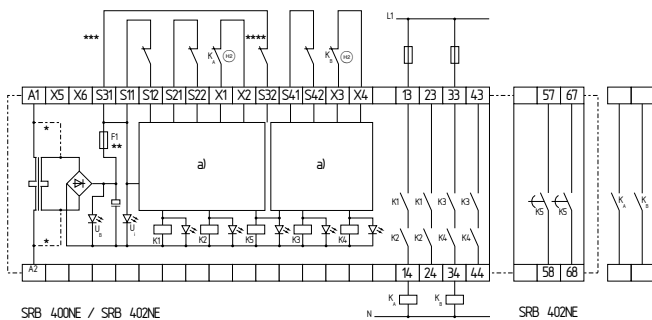 L1
**** **** K A H2 K B H2
A1 X5 X6 S31 S11 S12 S21 S22 X1 X2 S32 S41 S42 X3 X4 13 23 33 43 57 67
* F1 **
a) a)
K1 K1 K3 K3
K5 K5 K A K B
U B U i
* K1 K2 K5 K3 K4 K2 K2 K4 K4
A2 14 24 34 44 58 68
K A K B
SRB 400NE / SRB 402NE N SRB 402NE